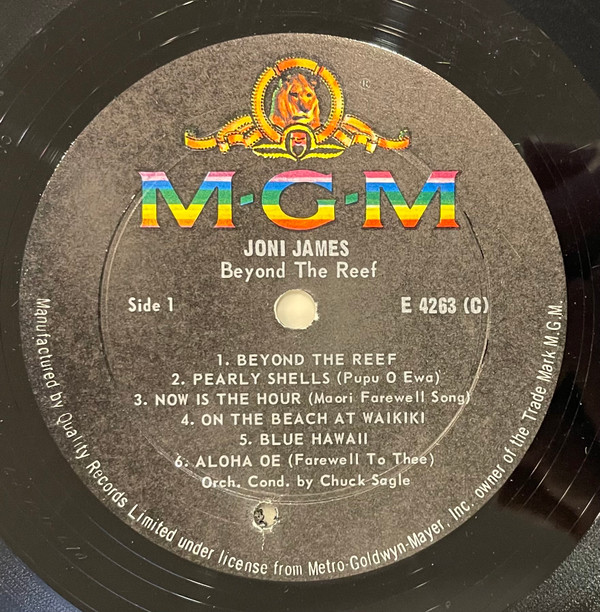 ®
M·G·M
JONI JAMES
Beyond The Reef
Side 1
E 4263 (C)
1. BEYOND THE REEF
2. PEARLY SHELLS (Pupu O Ewa)
3. NOW IS THE HOUR (Maori Farewell Song)
4. ON THE BEACH AT WAIKIKI
5. BLUE HAWAII
6. ALOHA OE (Farewell To Thee)
Orch. Cond. by Chuck Sagle
Manufactured by Quality Records Limited under license from Metro-Goldwyn-Mayer, Inc., owner of the Trade Mark M.G.M.